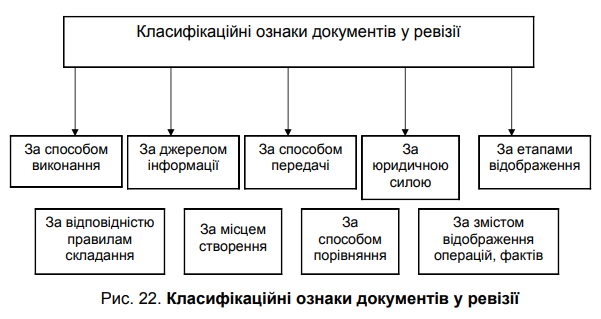 Класифікаційні ознаки документів у ревізії
За способом
виконання
За джерелом
інформації
За способом
передачі
За
юридичною
силою
За етапами
відображення
За відповідністю
правилам
складання
За місцем
створення
За
способом
порівняння
За змістом
відображення
операцій, фактів
Рис. 22. Класифікаційні ознаки документів у ревізії